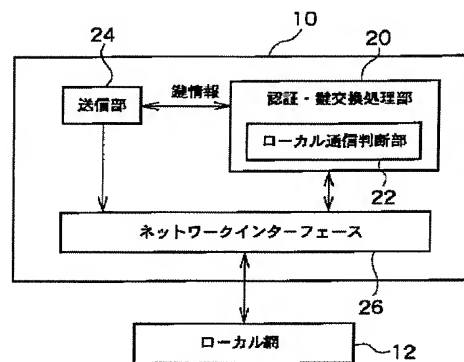 10
24
20
送信部
鍵情報
認証・鍵交換処理部
ローカル通信判断部
22
ネットワークインターフェース
26
ローカル網
12